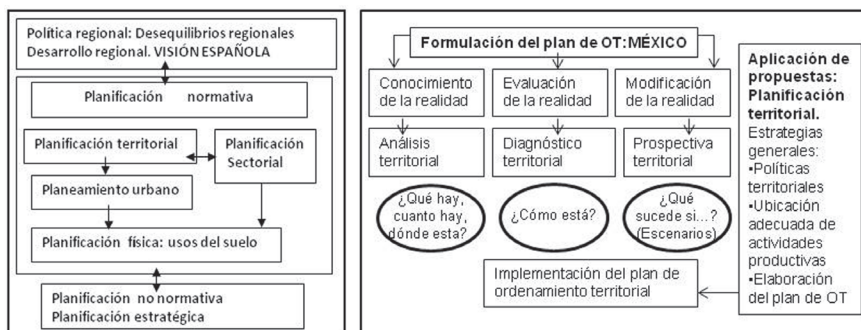 Política regional: Desequilibrios regionales
Desarrollo regional. VISIÓN ESPAÑOLA
Planificación normativa
Planificación territorial
Planificación
Sectorial
Planeamiento urbano
Planificación física: usos del suelo
Planificación no normativa
Planificación estratégica
Formulación del plan de OT:MÉXICO
Conocimiento
de la realidad
Evaluación
de la realidad
Modificación
de la realidad
Análisis
territorial
Diagnóstico
territorial
Prospectiva
territorial
¿Qué hay,
cuanto hay,
dónde esta?
¿Cómo está?
¿Qué
sucede si...?
(Escenarios)
Implementación del plan de
ordenamiento territorial
Aplicación de
propuestas:
Planificación
territorial.
Estrategias
generales:
•Políticas
territoriales
•Ubicación
adecuada de
actividades
productivas
•Elaboración
del plan de OT